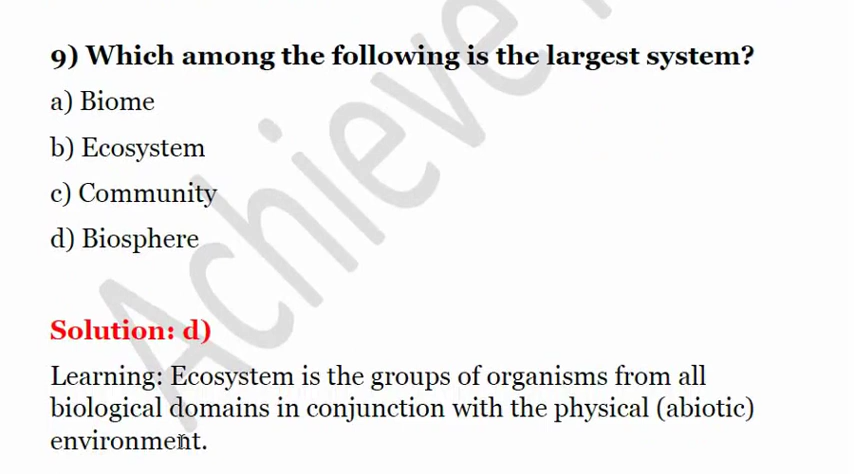 9) Which among the following is the largest system?
a) Biome
b) Ecosystem
c) Community
d) Biosphere
Solution: d)
Learning: Ecosystem is the groups of organisms from all
biological domains in conjunction with the physical (abiotic)
environment.
Achieve